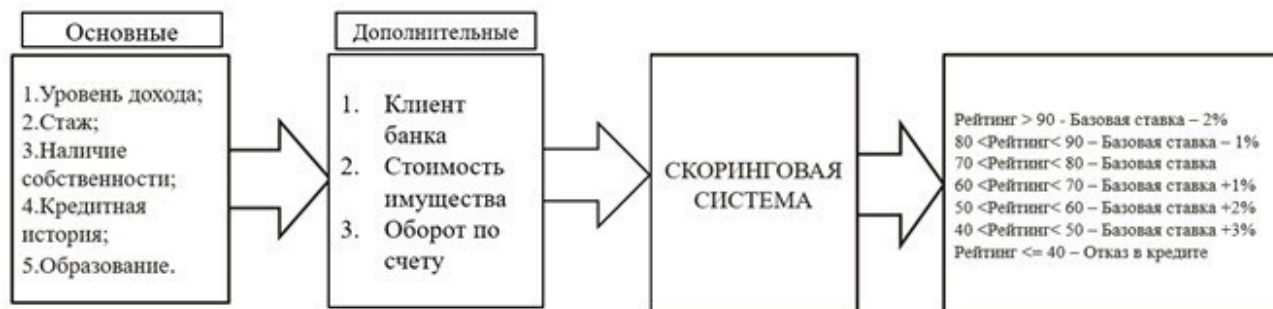 Основные
1.Уровень дохода;
2.Стаж;
3.Наличие
собственности;
4.Кредитная
история;
5.Образование.
Дополнительные
1. Клиент
банка
2. Стоимость
имущества
3. Оборот по
счету
СКОРИНГОВАЯ
СИСТЕМА
Рейтинг > 90 - Базовая ставка – 2%
80 <Рейтинг< 90 – Базовая ставка – 1%
70 <Рейтинг< 80 – Базовая ставка
60 <Рейтинг< 70 – Базовая ставка +1%
50 <Рейтинг< 60 – Базовая ставка +2%
40 <Рейтинг< 50 – Базовая ставка +3%
Рейтинг <= 40 – Отказ в кредите